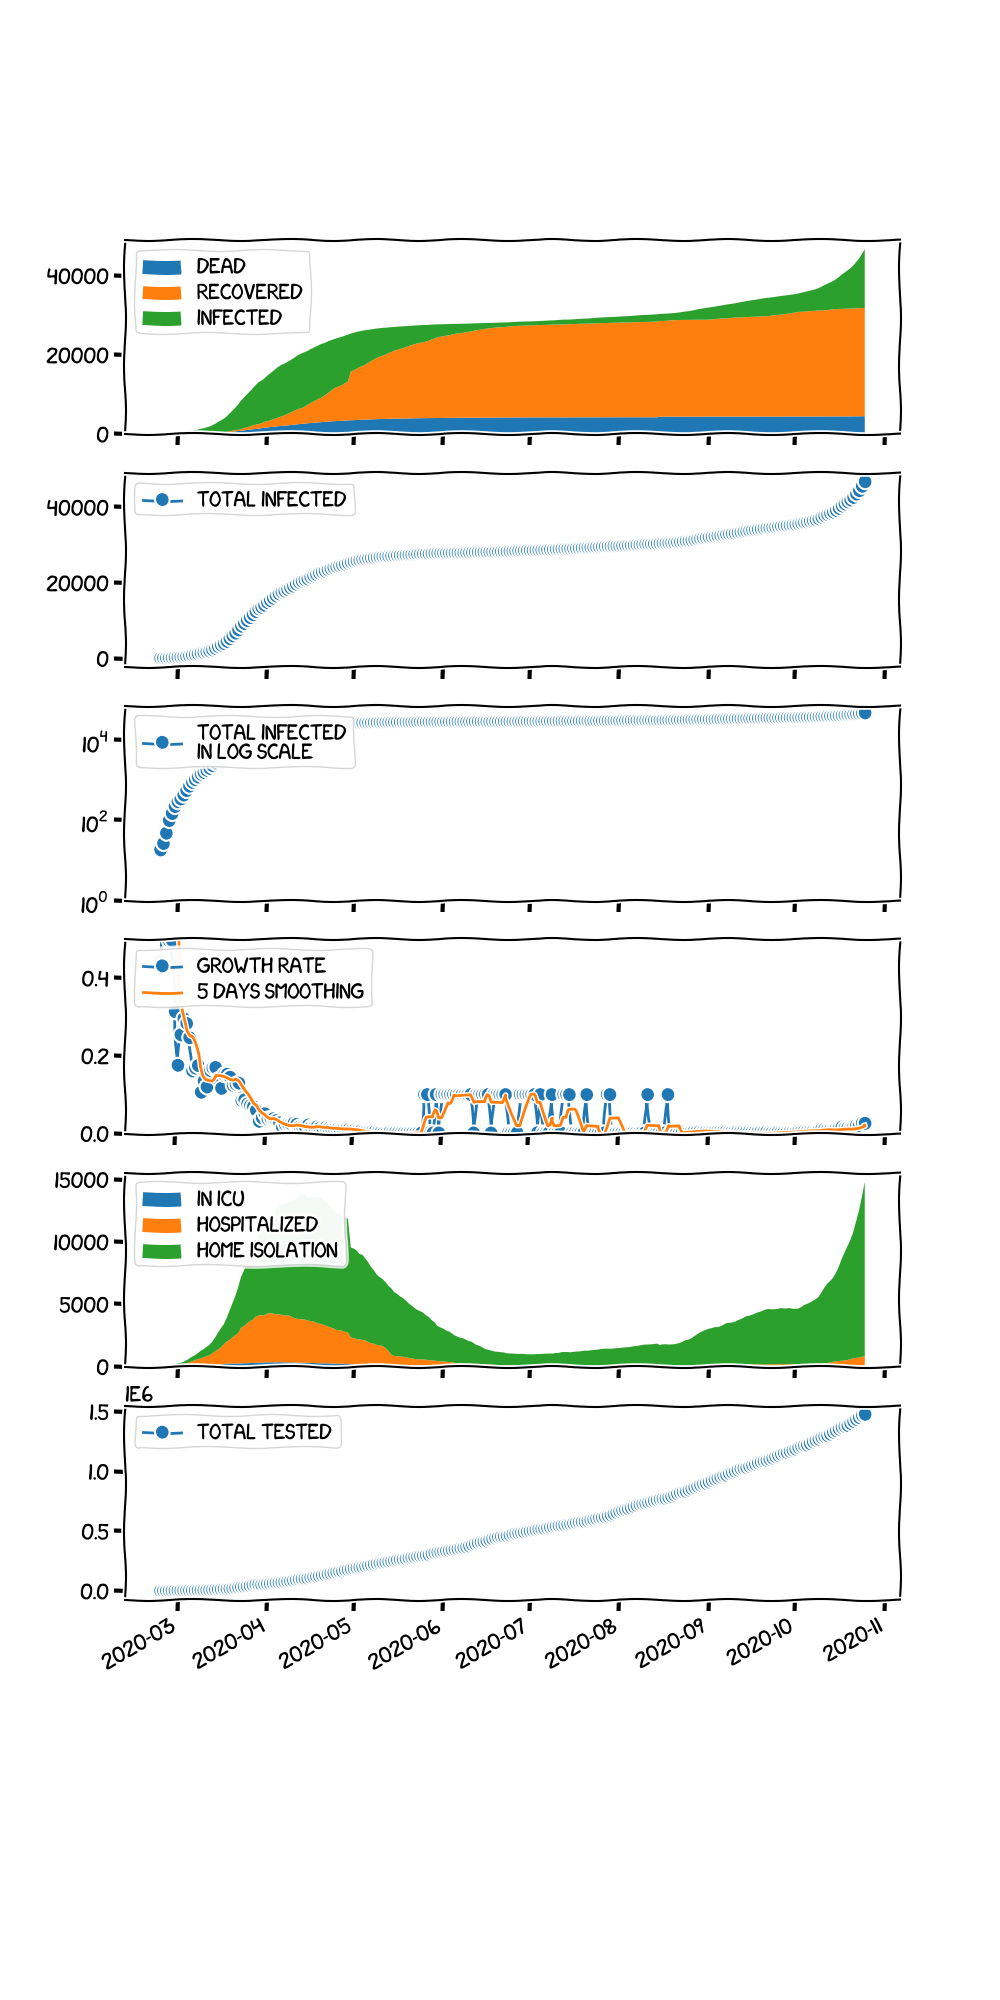 40000
20000
0
DEAD
RECOVERED
INFECTED
40000
20000
0
TOTAL INFECTED
10⁴
10²
10⁰
TOTAL INFECTED
IN LOG SCALE
0.4
0.2
0.0
GROWTH RATE
5 DAYS SMOOTHING
15000
10000
5000
0
IN ICU
HOSPITALIZED
HOME ISOLATION
1E6
1.5
1.0
0.5
0.0
TOTAL TESTED
2020-03
2020-04
2020-05
2020-06
2020-07
2020-08
2020-09
2020-10
2020-11